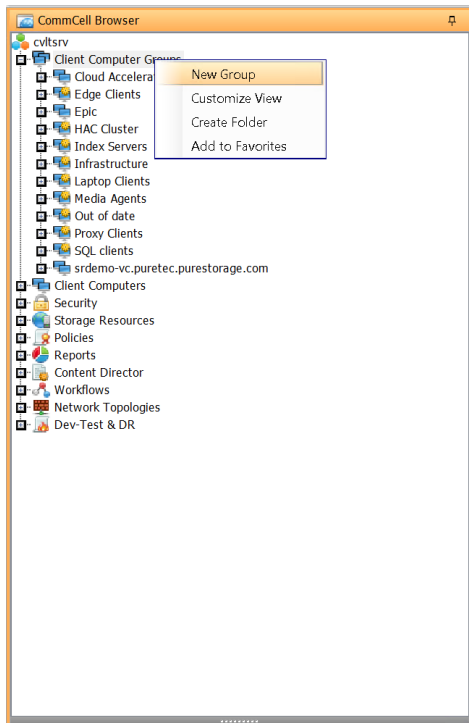 CommCell Browser
cvltsrv
Client Computer Groups
Cloud Accelera
New Group
Edge Clients
Customize View
Epic
Create Folder
HAC Cluster
Index Servers
Add to Favorites
Infrastructure
Laptop Clients
Media Agents
Out of date
Proxy Clients
SQL clients
srdemo-vc.puretec.purestorage.com
Client Computers
Security
Storage Resources
Policies
Reports
Content Director
Workflows
Network Topologies
Dev-Test & DR